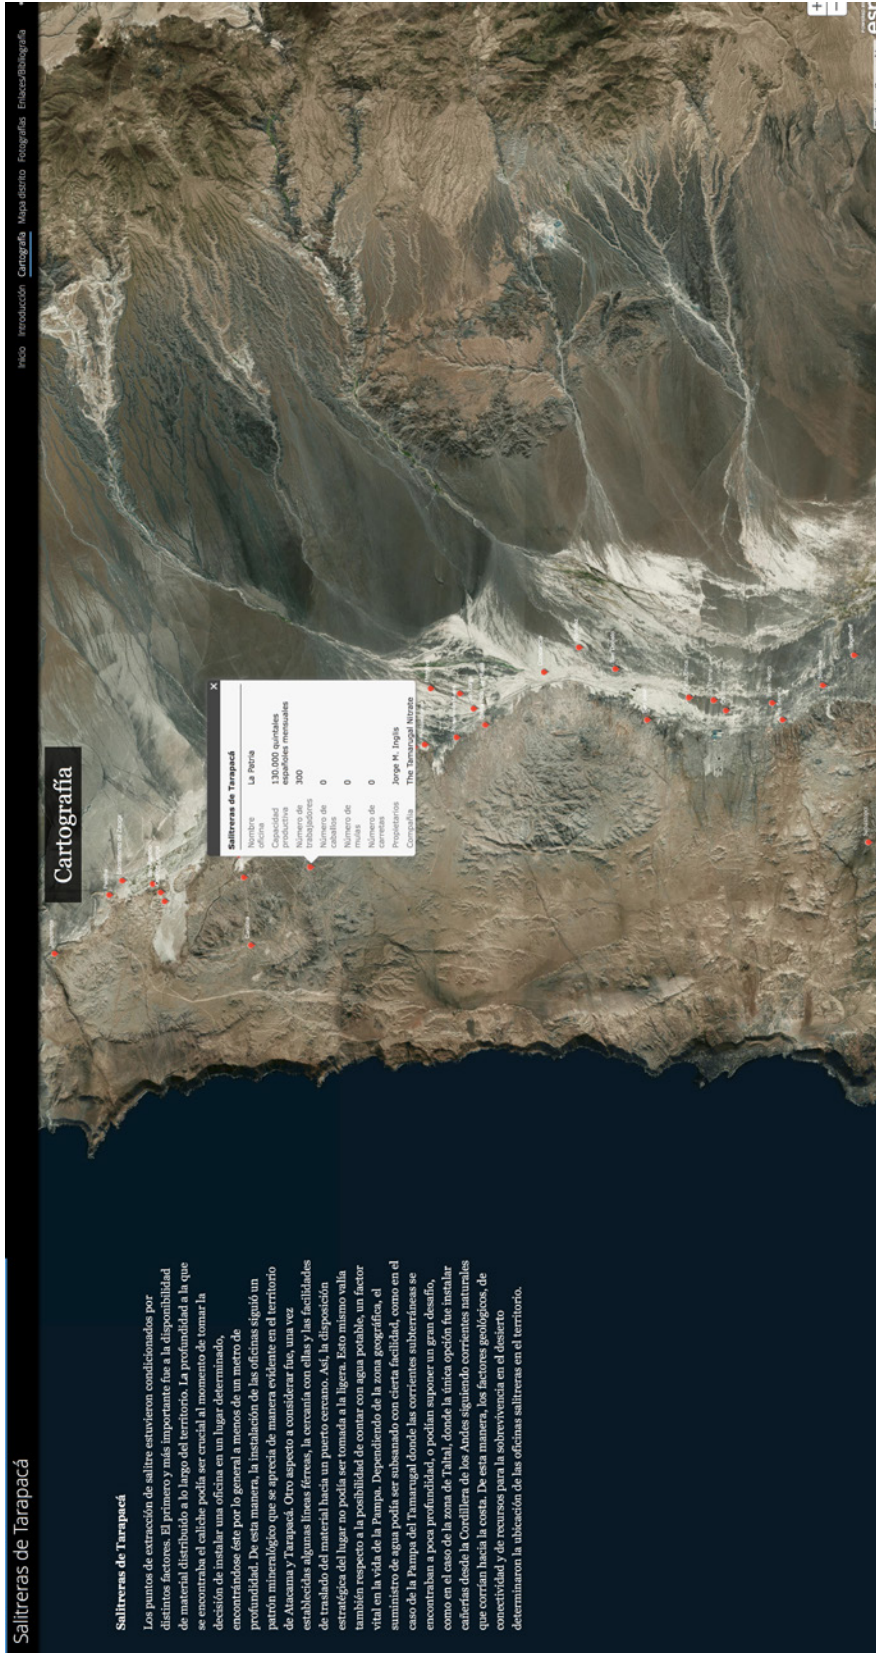 Salitreras de Tarapacá
Inicio Introducción Cartografía Mapa distrito Fotografías Enlaces/Bibliografía
Cartografía
Salitreras de Tarapacá
Los puntos de extracción de salitre estuvieron condicionados por
distintos factores. El primero y más importante fue a la disponibilidad
de material distribuido a lo largo del territorio. La profundidad a la que
se encontraba el caliche podía ser crucial al momento de tomar la
decisión de instalar una oficina en un lugar determinado,
encontrándose éste por lo general a menos de un metro de
profundidad. De esta manera, la instalación de las oficinas siguió un
patrón mineralógico que se aprecia de manera evidente en el territorio
de Atacama y Tarapacá. Otro aspecto a considerar fue, una vez
establecidas algunas líneas férreas, la cercanía con ellas y las facilidades
de traslado del material hacia un puerto cercano. Así, la disposición
estratégica del lugar no podía ser tomada a la ligera. Esto mismo valía
también respecto a la posibilidad de contar con agua potable, un factor
vital en la vida de la Pampa. Dependiendo de la zona geográfica, el
suministro de agua podía ser subsanado con cierta facilidad, como en el
caso de la Pampa del Tamarugal donde las corrientes subterráneas se
encontraban a poca profundidad, o podían suponer un gran desafío,
como en el caso de la zona de Taltal, donde la única opción fue instalar
cañerías desde la Cordillera de los Andes siguiendo corrientes naturales
que corrían hacia la costa. De esta manera, los factores geológicos, de
conectividad y de recursos para la sobrevivencia en el desierto
determinaron la ubicación de las oficinas salitreras en el territorio.
Salitreras de Tarapacá
Nombre oficina La Patria
Capacidad productiva 130.000 quintales españoles mensuales
Número de trabajadores 300
Número de caballos 0
Número de mulas 0
Número de carretas 0
Propietarios Jorge M. Inglis
Compañía The Tamarugal Nitrate